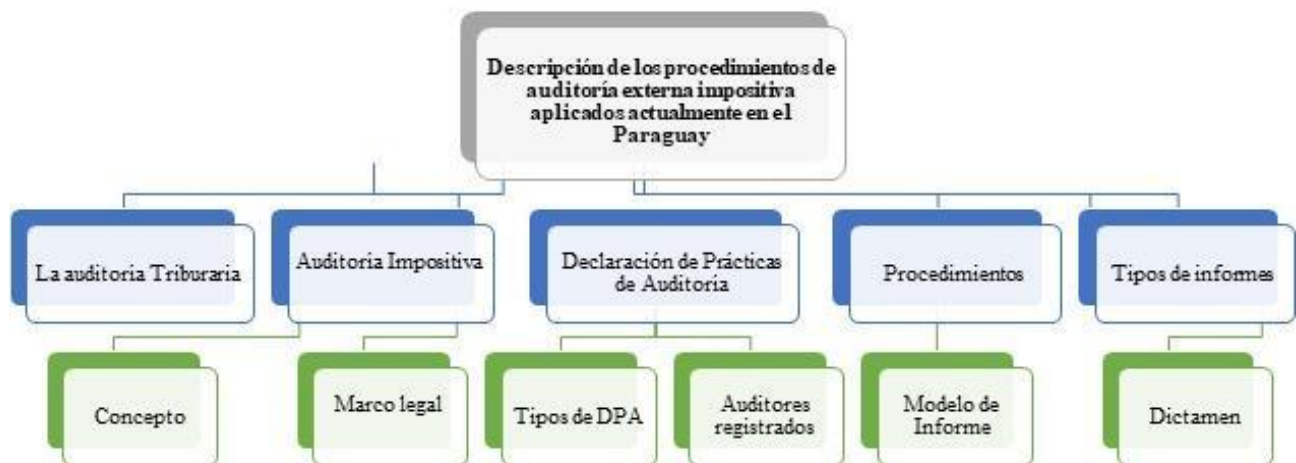 Descripción de los procedimientos de
auditoría externa impositiva
aplicados actualmente en el
Paraguay
La auditoria Triburaria
Auditoria Impositiva
Declaración de Prácticas
de Auditoría
Procedimientos
Tipos de informes
Concepto
Marco legal
Tipos de DPA
Auditores
registrados
Modelo de
Informe
Dictamen